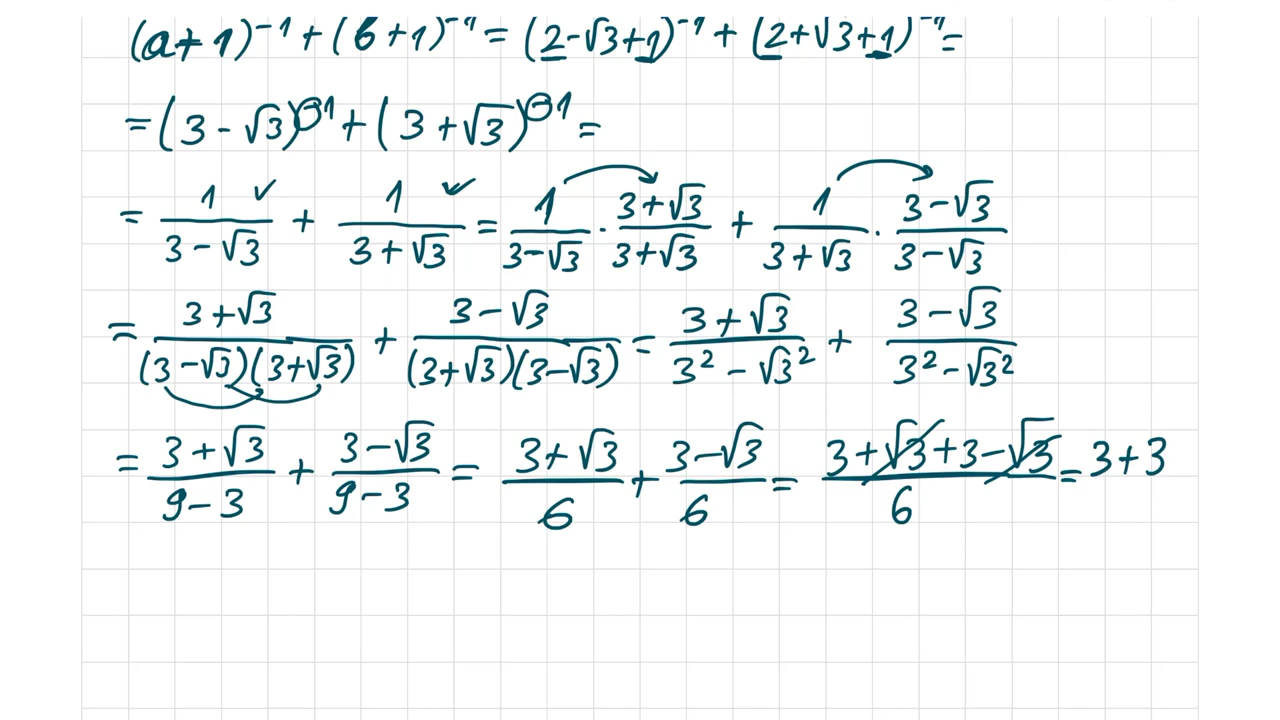 (a+1)⁻¹ + (b+1)⁻¹ = (2-√3+1)⁻¹ + (2+√3+1)⁻¹ =
= (3-√3)⁻¹ + (3+√3)⁻¹ =
= 1/(3-√3) ✓ + 1/(3+√3) ✓ = 1/(3-√3) · (3+√3)/(3+√3) + 1/(3+√3) · (3-√3)/(3-√3)
= (3+√3)/((3-√3)(3+√3)) + (3-√3)/((3+√3)(3-√3)) = (3+√3)/(3²-√3²) + (3-√3)/(3²-√3²)
= (3+√3)/(9-3) + (3-√3)/(9-3) = (3+√3)/6 + (3-√3)/6 = (3+√3+3-√3)/6 = 3+3